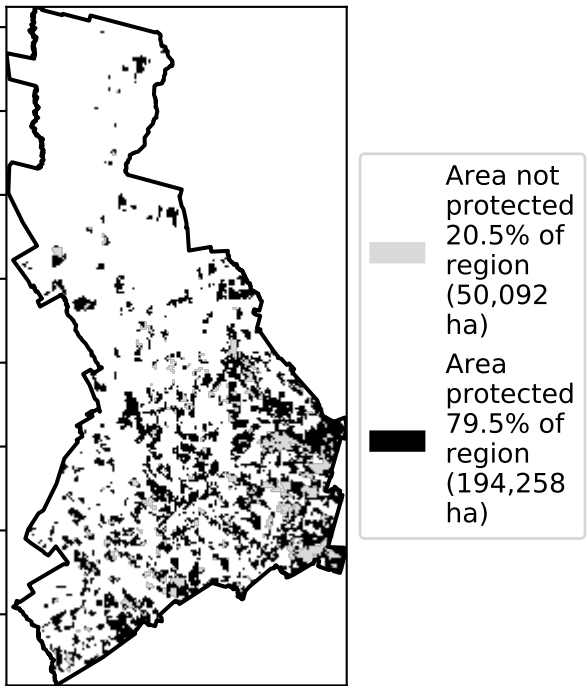 Area not
protected
20.5% of
region
(50,092
ha)
Area
protected
79.5% of
region
(194,258
ha)